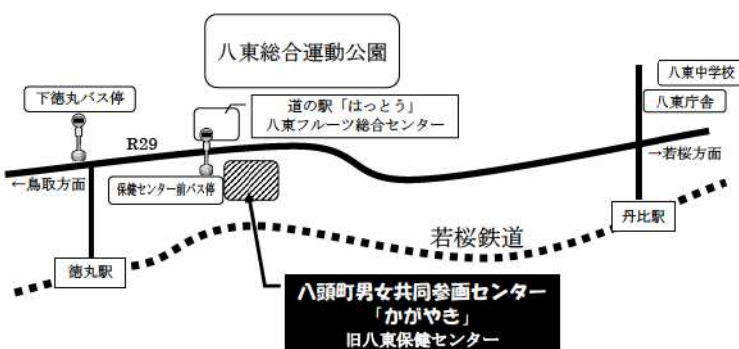 八東総合運動公園
八東中学校
八東庁舎
下徳丸バス停
道の駅「はっとう」
八東フルーツ総合センター
R29
→若桜方面
←鳥取方面
保健センター前バス停
丹比駅
若桜鉄道
徳丸駅
八頭町男女共同参画センター
「かがやき」
旧八東保健センター